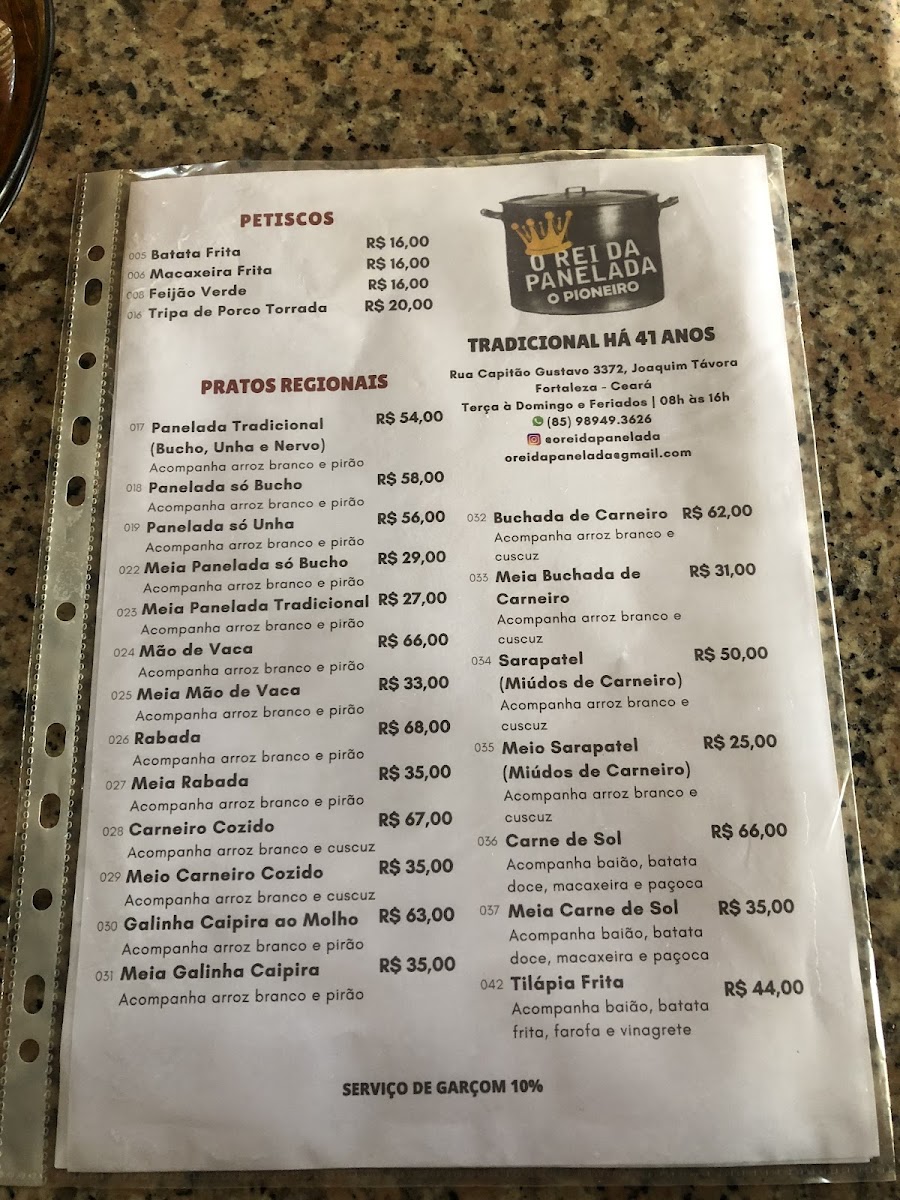 PETISCOS
005 Batata Frita R$ 16,00
006 Macaxeira Frita R$ 16,00
008 Feijão Verde R$ 16,00
016 Tripa de Porco Torrada R$ 20,00
O REI DA
PANELADA
O PIONEIRO
TRADICIONAL HÁ 41 ANOS
Rua Capitão Gustavo 3372, Joaquim Távora
Fortaleza - Ceará
Terça à Domingo e Feriados | 08h às 16h
(85) 98949.3626
@oreidapanelada
oreidapanelada@gmail.com
PRATOS REGIONAIS
017 Panelada Tradicional R$ 54,00
(Bucho, Unha e Nervo)
Acompanha arroz branco e pirão
018 Panelada só Bucho R$ 58,00
Acompanha arroz branco e pirão
019 Panelada só Unha R$ 56,00
Acompanha arroz branco e pirão
022 Meia Panelada só Bucho R$ 29,00
Acompanha arroz branco e pirão
023 Meia Panelada Tradicional R$ 27,00
Acompanha arroz branco e pirão
024 Mão de Vaca R$ 66,00
Acompanha arroz branco e pirão
025 Meia Mão de Vaca R$ 33,00
Acompanha arroz branco e pirão
026 Rabada R$ 68,00
Acompanha arroz branco e pirão
027 Meia Rabada R$ 35,00
Acompanha arroz branco e pirão
028 Carneiro Cozido R$ 67,00
Acompanha arroz branco e cuscuz
029 Meio Carneiro Cozido R$ 35,00
Acompanha arroz branco e cuscuz
030 Galinha Caipira ao Molho R$ 63,00
Acompanha arroz branco e pirão
031 Meia Galinha Caipira R$ 35,00
Acompanha arroz branco e pirão
032 Buchada de Carneiro R$ 62,00
Acompanha arroz branco e
cuscuz
033 Meia Buchada de R$ 31,00
Carneiro
Acompanha arroz branco e
cuscuz
034 Sarapatel R$ 50,00
(Miúdos de Carneiro)
Acompanha arroz branco e
cuscuz
035 Meio Sarapatel R$ 25,00
(Miúdos de Carneiro)
Acompanha arroz branco e
cuscuz
036 Carne de Sol R$ 66,00
Acompanha baião, batata
doce, macaxeira e paçoca
037 Meia Carne de Sol R$ 35,00
Acompanha baião, batata
doce, macaxeira e paçoca
042 Tilápia Frita R$ 44,00
Acompanha baião, batata
frita, farofa e vinagrete
SERVIÇO DE GARÇOM 10%